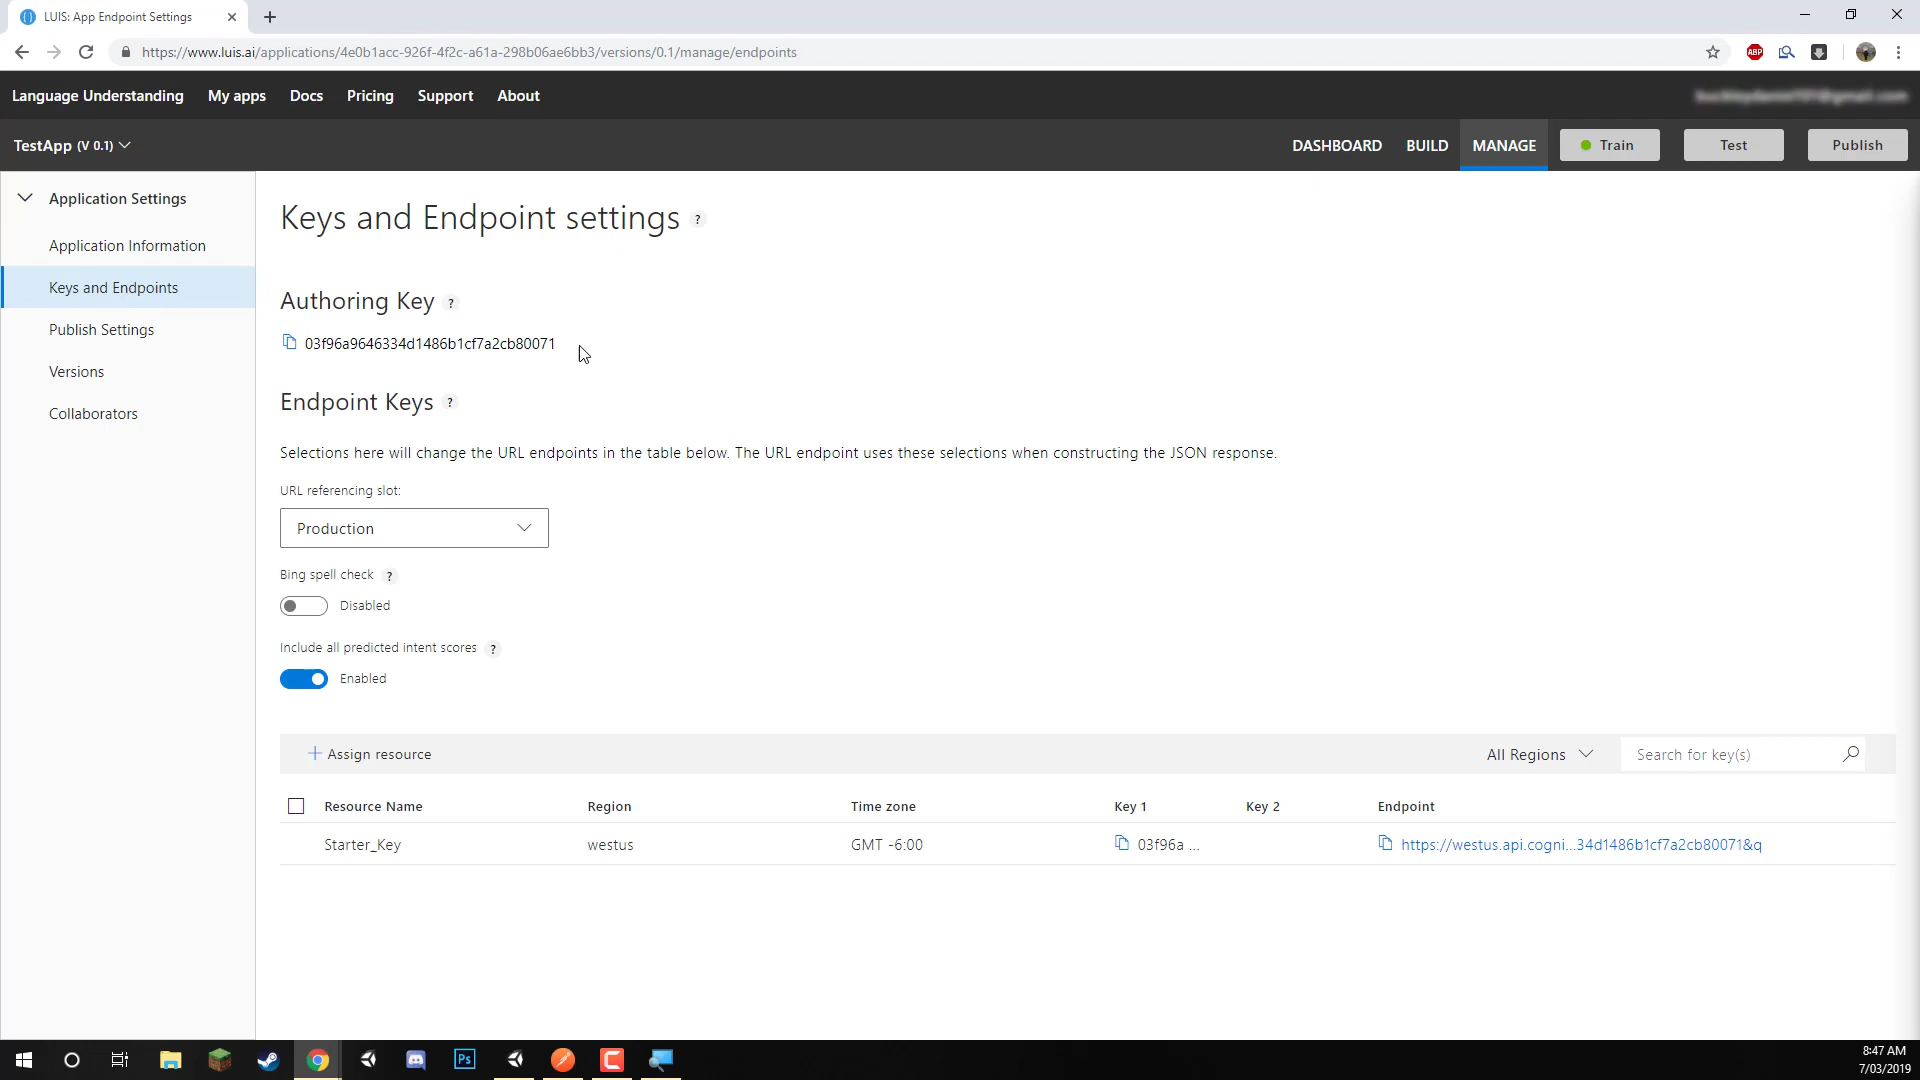 LUIS: App Endpoint Settings
https://www.luis.ai/applications/4e0b1acc-926f-4f2c-a61a-298b06ae6bb3/versions/0.1/manage/endpoints
ABP
Language Understanding My apps Docs Pricing Support About
TestApp (V 0.1) DASHBOARD BUILD MANAGE Train Test Publish
Application Settings
Application Information
Keys and Endpoints
Publish Settings
Versions
Collaborators
Keys and Endpoint settings ?
Authoring Key ?
03f96a9646334d1486b1cf7a2cb80071
Endpoint Keys ?
Selections here will change the URL endpoints in the table below. The URL endpoint uses these selections when constructing the JSON response.
URL referencing slot:
Production
Bing spell check ?
Disabled
Include all predicted intent scores ?
Enabled
+ Assign resource All Regions Search for key(s)
Resource Name Region Time zone Key 1 Key 2 Endpoint
Starter_Key westus GMT -6:00 03f96a ... https://westus.api.cogni...34d1486b1cf7a2cb80071&q
Ps
8:47 AM
7/03/2019